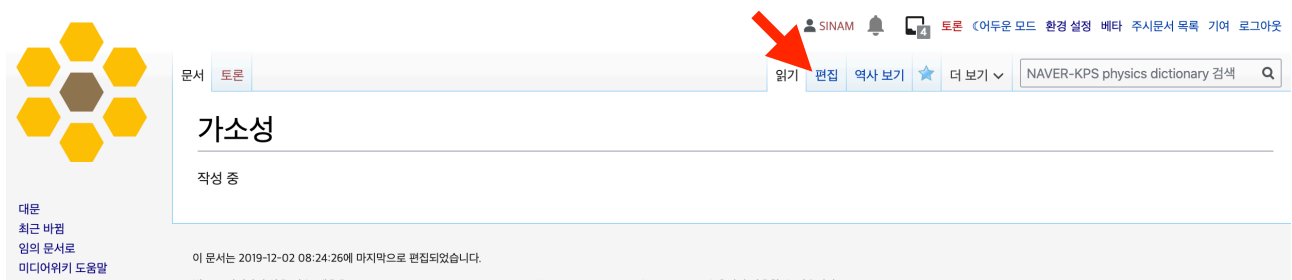 SINAM 4 토론 어두운 모드 환경 설정 베타 주시문서 목록 기여 로그아웃
문서 토론 읽기 편집 역사 보기 더 보기 NAVER-KPS physics dictionary 검색
가소성
작성 중
대문
최근 바뀜
임의 문서로
미디어위키 도움말
이 문서는 2019-12-02 08:24:26에 마지막으로 편집되었습니다.